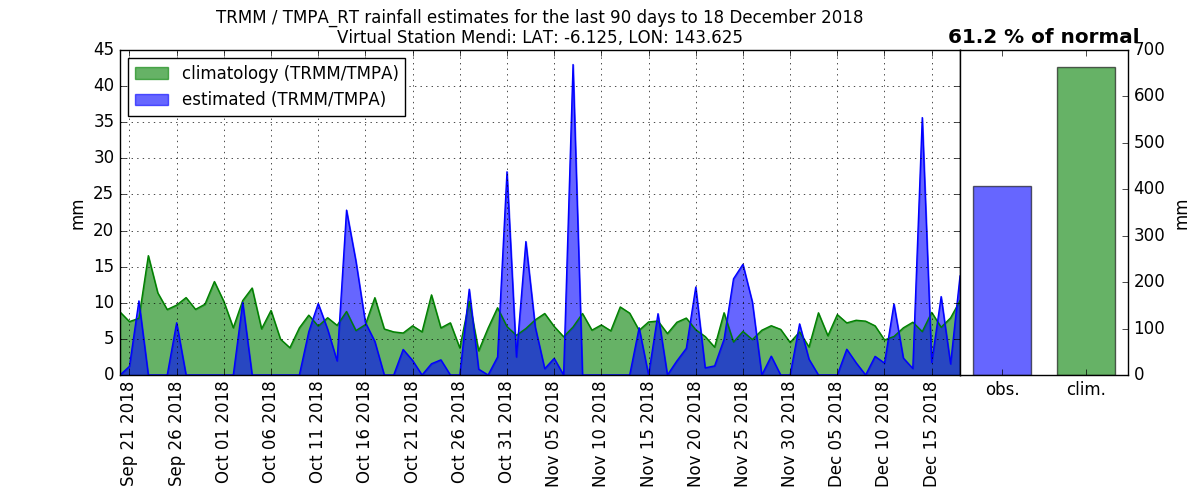 TRMM / TMPA_RT rainfall estimates for the last 90 days to 18 December 2018
Virtual Station Mendi: LAT: -6.125, LON: 143.625
61.2 % of normal
climatology (TRMM/TMPA)
estimated (TRMM/TMPA)
mm
45
40
35
30
25
20
15
10
5
0
Sep 21 2018
Sep 26 2018
Oct 01 2018
Oct 06 2018
Oct 11 2018
Oct 16 2018
Oct 21 2018
Oct 26 2018
Oct 31 2018
Nov 05 2018
Nov 10 2018
Nov 15 2018
Nov 20 2018
Nov 25 2018
Nov 30 2018
Dec 05 2018
Dec 10 2018
Dec 15 2018
obs.
clim.
700
600
500
400
300
200
100
0
mm